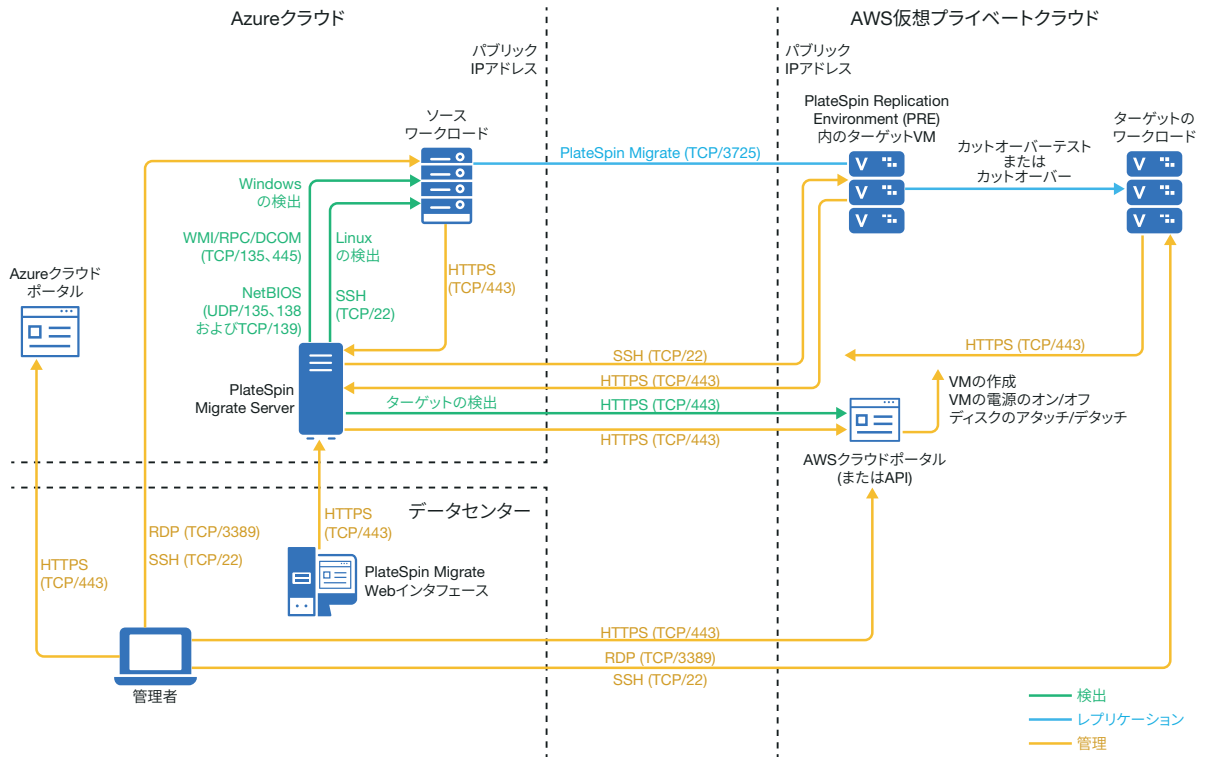 Azureクラウド
AWS仮想プライベートクラウド
パブリック
IPアドレス
パブリック
IPアドレス
ソース
ワークロード
PlateSpin Replication
Environment (PRE)
内のターゲットVM
ターゲットの
ワークロード
PlateSpin Migrate (TCP/3725)
カットオーバーテスト
または
カットオーバー
Windows
の検出
WMI/RPC/DCOM
(TCP/135、445)
Linux
の検出
Azureクラウド
ポータル
NetBIOS
(UDP/135、138
およびTCP/139)
SSH
(TCP/22)
HTTPS
(TCP/443)
SSH (TCP/22)
HTTPS (TCP/443)
HTTPS (TCP/443)
PlateSpin
Migrate Server
ターゲットの検出
HTTPS (TCP/443)
HTTPS (TCP/443)
VMの作成
VMの電源のオン/オフ
ディスクのアタッチ/デタッチ
AWSクラウドポータル
(またはAPI)
データセンター
HTTPS
(TCP/443)
RDP (TCP/3389)
SSH (TCP/22)
HTTPS
(TCP/443)
PlateSpin Migrate
Webインタフェース
HTTPS (TCP/443)
RDP (TCP/3389)
SSH (TCP/22)
管理者
検出
レプリケーション
管理